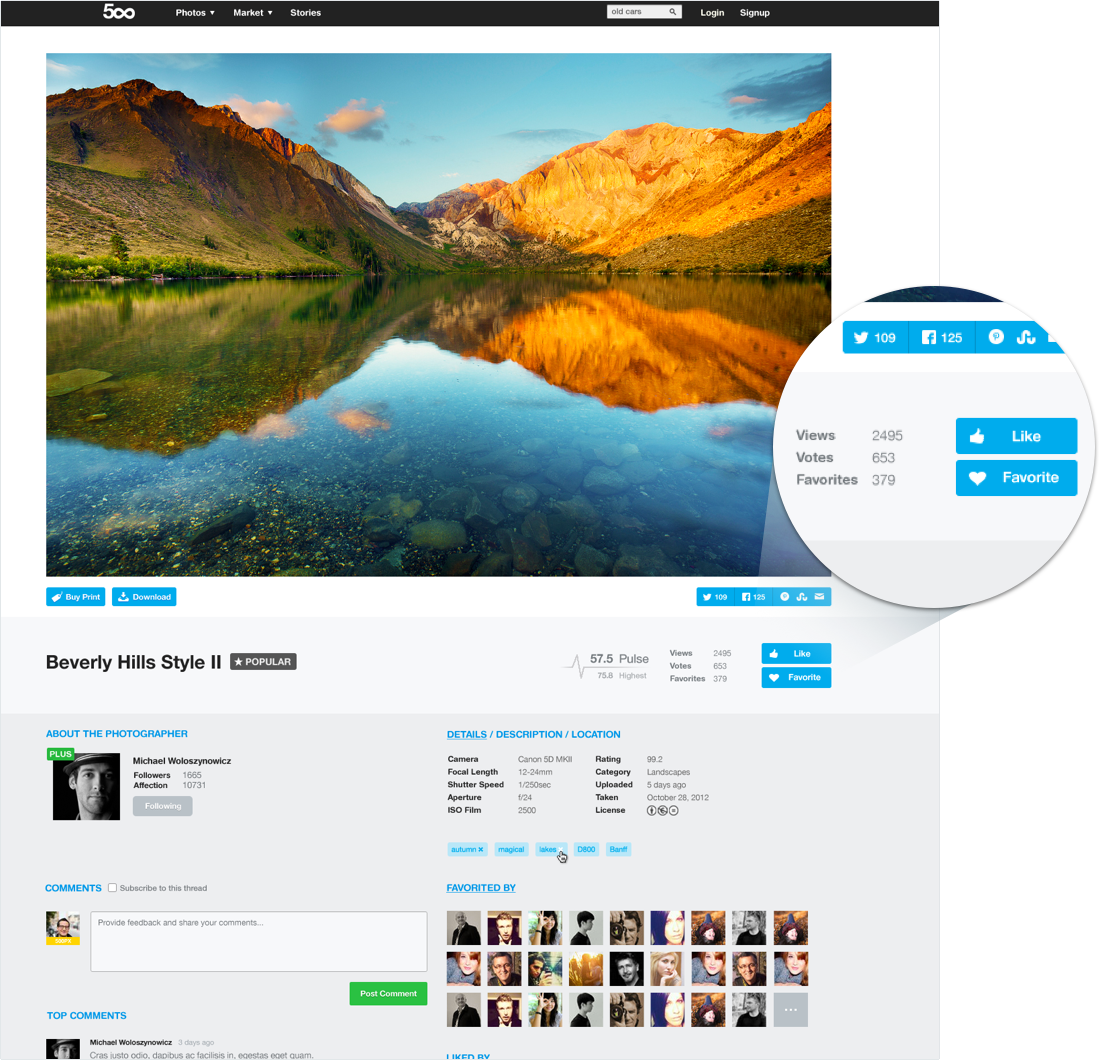 500
Photos ▼ Market ▼ Stories old cars Login Signup
109 125
Views 2495 Like
Votes 653
Favorites 379 Favorite
Buy Print Download 109 125
Beverly Hills Style II ★ POPULAR
57.5 Pulse
75.8 Highest
Views 2495
Votes 653
Favorites 379
Like
Favorite
ABOUT THE PHOTOGRAPHER
PLUS
Michael Woloszynowicz
Followers 1665
Affection 10731
Following
DETAILS / DESCRIPTION / LOCATION
Camera Canon 5D MKII Rating 99.2
Focal Length 12-24mm Category Landscapes
Shutter Speed 1/250sec Uploaded 5 days ago
Aperture f/24 Taken October 28, 2012
ISO Film 2500 License
autumn × magical lakes D800 Banff
COMMENTS Subscribe to this thread
Provide feedback and share your comments...
Post Comment
FAVORITED BY
...
TOP COMMENTS
Michael Woloszynowicz 3 days ago
Cras justo odio, dapibus ac facilisis in, egestas eget quam.
LIKED BY